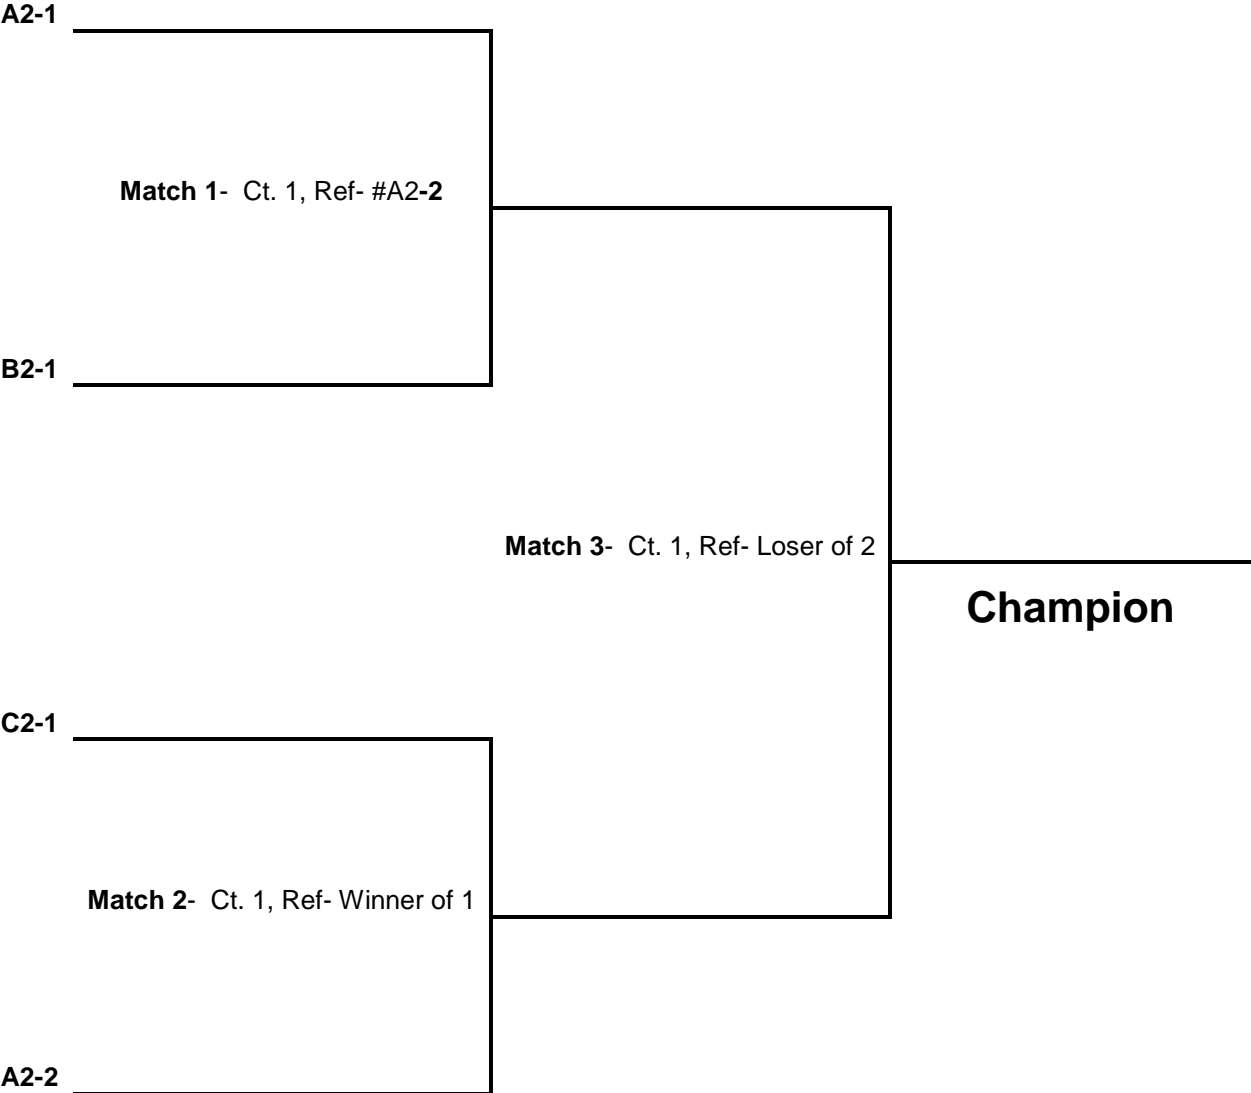 A2-1
Match 1-  Ct. 1, Ref- #A2-2
B2-1
Match 3-  Ct. 1, Ref- Loser of 2
Champion
C2-1
Match 2-  Ct. 1, Ref- Winner of 1
A2-2